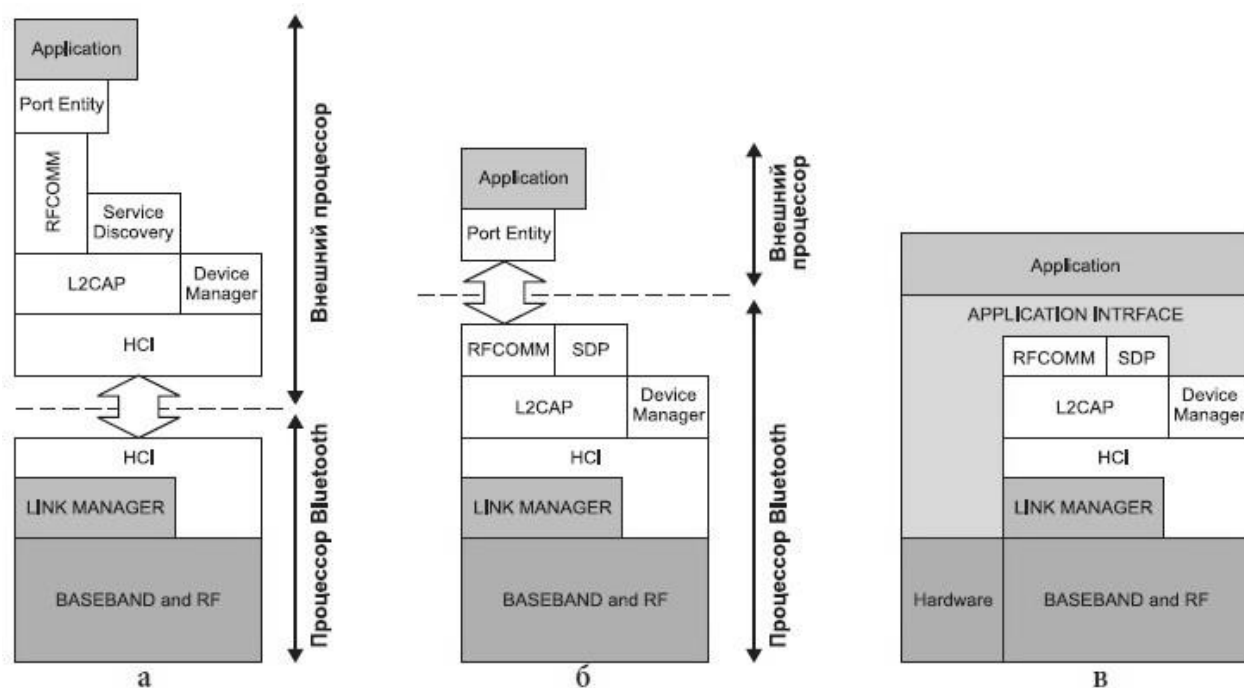 Application
Port Entity
RFCOMM
Service
Discovery
L2CAP
Device
Manager
HCI
HCI
LINK MANAGER
BASEBAND and RF
Внешний процессор
Процессор Bluetooth
а
Application
Port Entity
RFCOMM
SDP
L2CAP
Device
Manager
HCI
LINK MANAGER
BASEBAND and RF
Внешний
процессор
Процессор Bluetooth
б
Application
APPLICATION INTRFACE
RFCOMM
SDP
L2CAP
Device
Manager
HCI
LINK MANAGER
Hardware
BASEBAND and RF
в